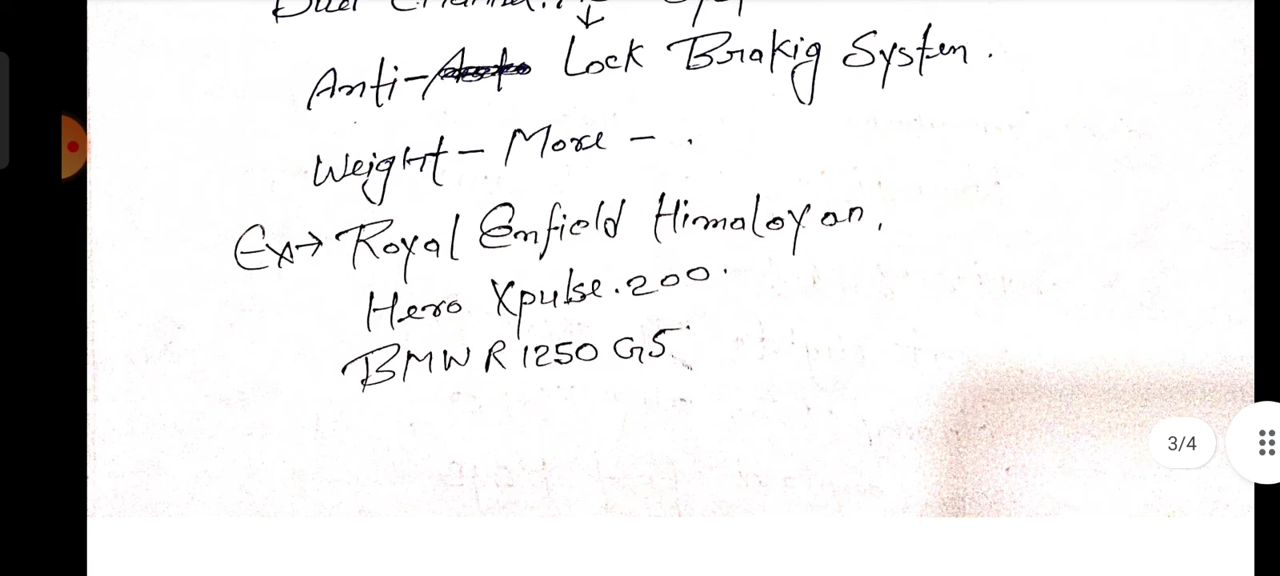 Anti- Lock Brakig System.
Weight - More - .
Ex→ Royal Enfield Himalayan,
Hero Xpulse.200.
BMW R 1250 GS.
3/4